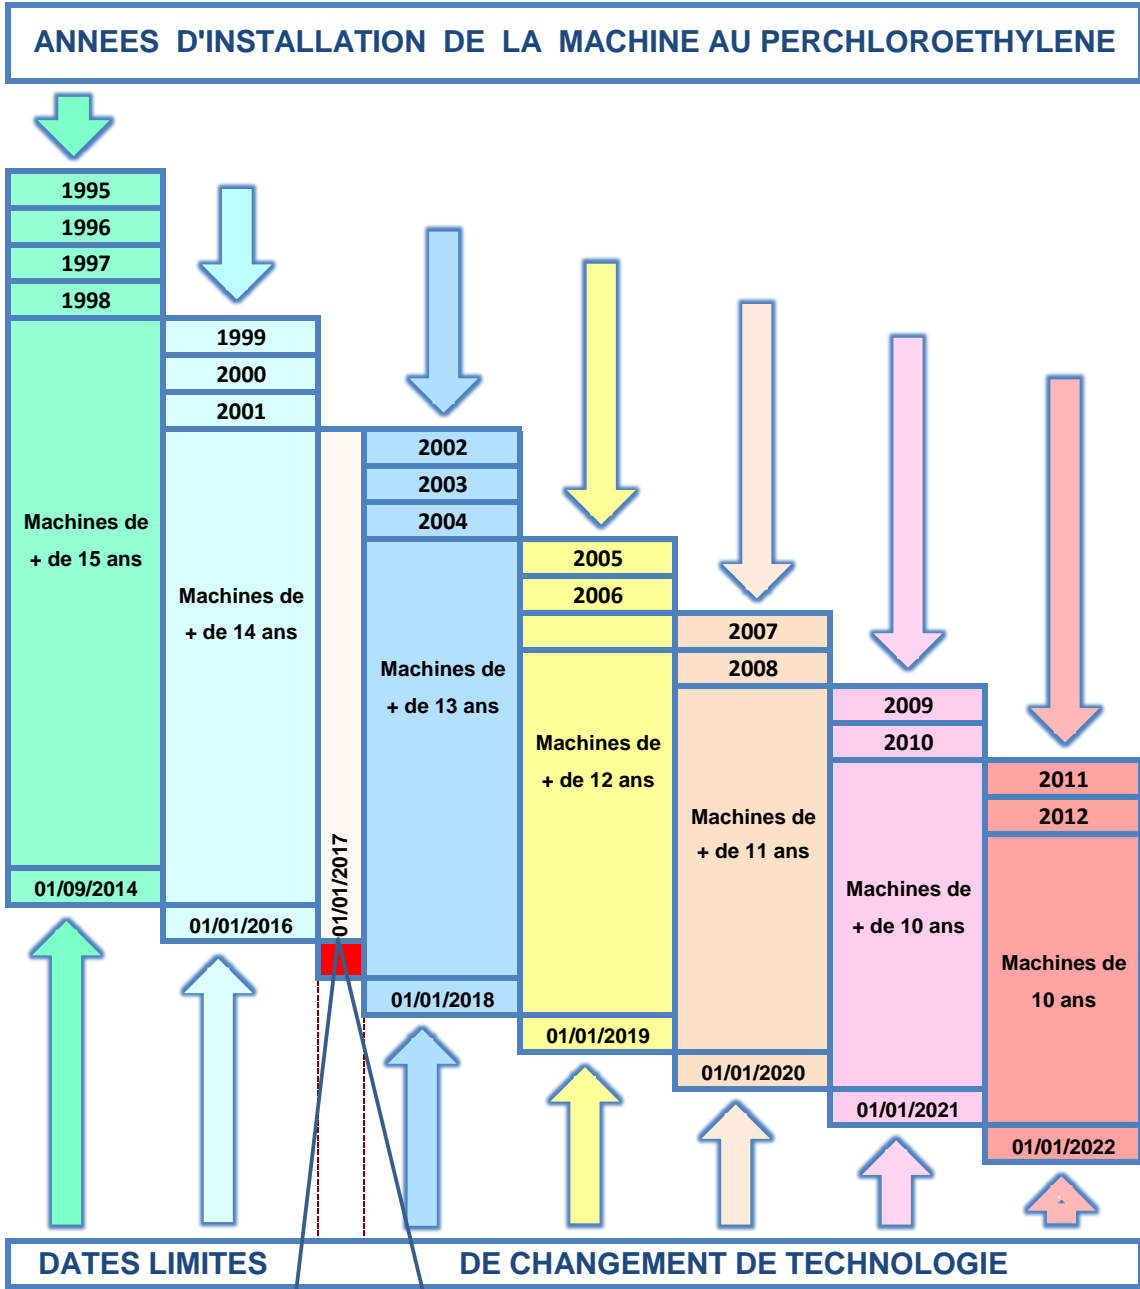 ANNEES D'INSTALLATION DE LA MACHINE AU PERCHLOROETHYLENE
1995
1996
1997
1998
Machines de
+ de 15 ans
01/09/2014
1999
2000
2001
Machines de
+ de 14 ans
01/01/2016
01/01/2017
2002
2003
2004
Machines de
+ de 13 ans
01/01/2018
2005
2006
Machines de
+ de 12 ans
01/01/2019
2007
2008
Machines de
+ de 11 ans
01/01/2020
2009
2010
Machines de
+ de 10 ans
01/01/2021
2011
2012
Machines de
10 ans
01/01/2022
DATES LIMITES DE CHANGEMENT DE TECHNOLOGIE